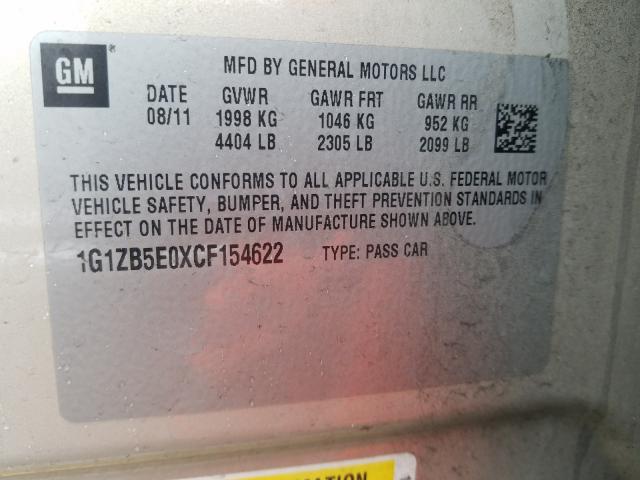 GM
MFD BY GENERAL MOTORS LLC
DATE GVWR GAWR FRT GAWR RR
08/11 1998 KG 1046 KG 952 KG
4404 LB 2305 LB 2099 LB
THIS VEHICLE CONFORMS TO ALL APPLICABLE U.S. FEDERAL MOTOR
VEHICLE SAFETY, BUMPER, AND THEFT PREVENTION STANDARDS IN
EFFECT ON THE DATE OF MANUFACTURE SHOWN ABOVE.
1G1ZB5E0XCF154622 TYPE: PASS CAR